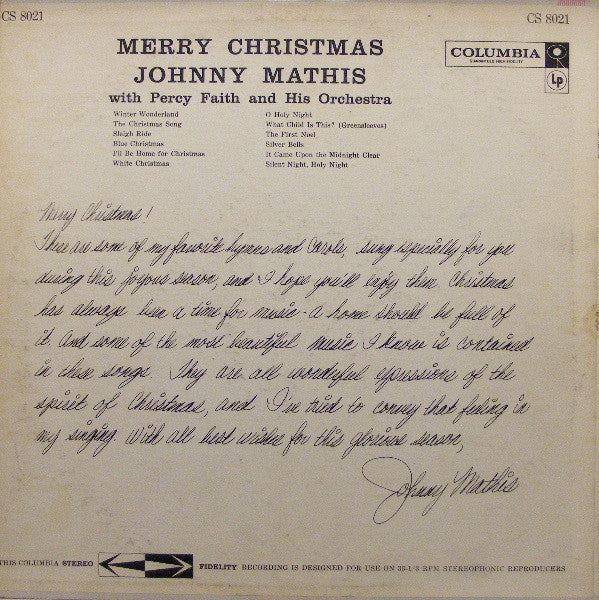 CS 8021
CS 8021
MERRY CHRISTMAS
JOHNNY MATHIS
with Percy Faith and His Orchestra
COLUMBIA
GUARANTEED HIGH FIDELITY
Lp
Winter Wonderland
The Christmas Song
Sleigh Ride
Blue Christmas
I'll Be Home for Christmas
White Christmas
O Holy Night
What Child Is This? (Greensleeves)
The First Noel
Silver Bells
It Came Upon the Midnight Clear
Silent Night, Holy Night
Merry Christmas!
These are some of my favorite hymns and Carols, sung especially for you
during this joyous season, and I hope you'll enjoy them. Christmas
has always been a time for music - a home should be full of
it. And some of the most beautiful music I know is contained
in these songs. They are all wonderful expressions of the
spirit of Christmas, and I've tried to convey that feeling in
my singing. With all best wishes for this glorious season,
Johnny Mathis
THIS COLUMBIA STEREO FIDELITY RECORDING IS DESIGNED FOR USE ON 33-1/3 RPM STEREOPHONIC REPRODUCERS